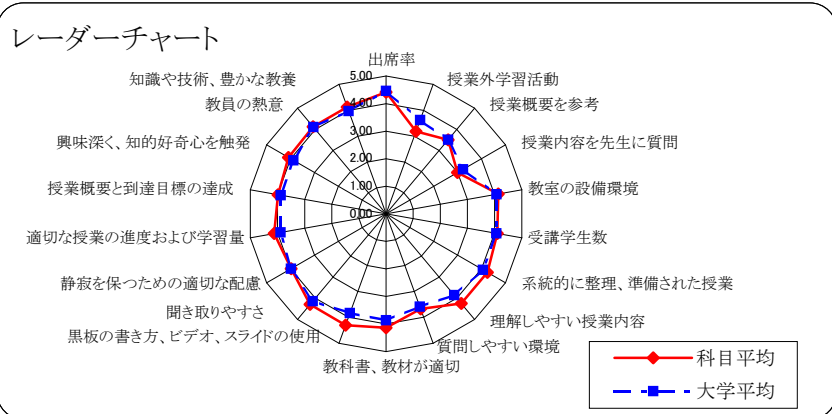 レーダーチャート
出席率
授業外学習活動
授業概要を参考
授業内容を先生に質問
教室の設備環境
受講学生数
系統的に整理、準備された授業
理解しやすい授業内容
質問しやすい環境
教科書、教材が適切
黒板の書き方、ビデオ、スライドの使用
聞き取りやすさ
静寂を保つための適切な配慮
適切な授業の進度および学習量
授業概要と到達目標の達成
興味深く、知的好奇心を触発
教員の熱意
知識や技術、豊かな教養
5.00
4.00
3.00
2.00
1.00
0.00
科目平均
大学平均